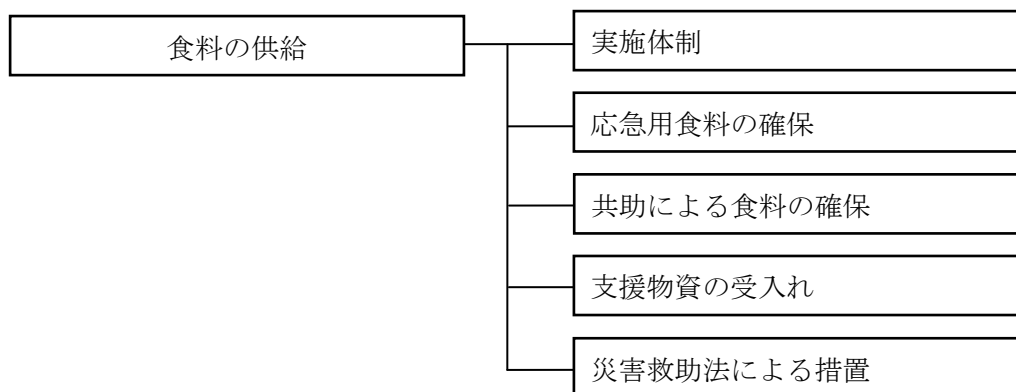 食料の供給
実施体制
応急用食料の確保
共助による食料の確保
支援物資の受入れ
災害救助法による措置